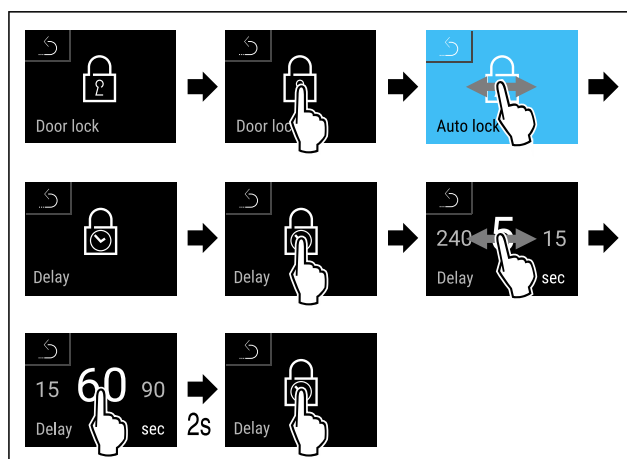 Door lock
Door loc
Auto lock
Delay
Delay
240 5 15
Delay sec
15 60 90
Delay sec
2s
Delay